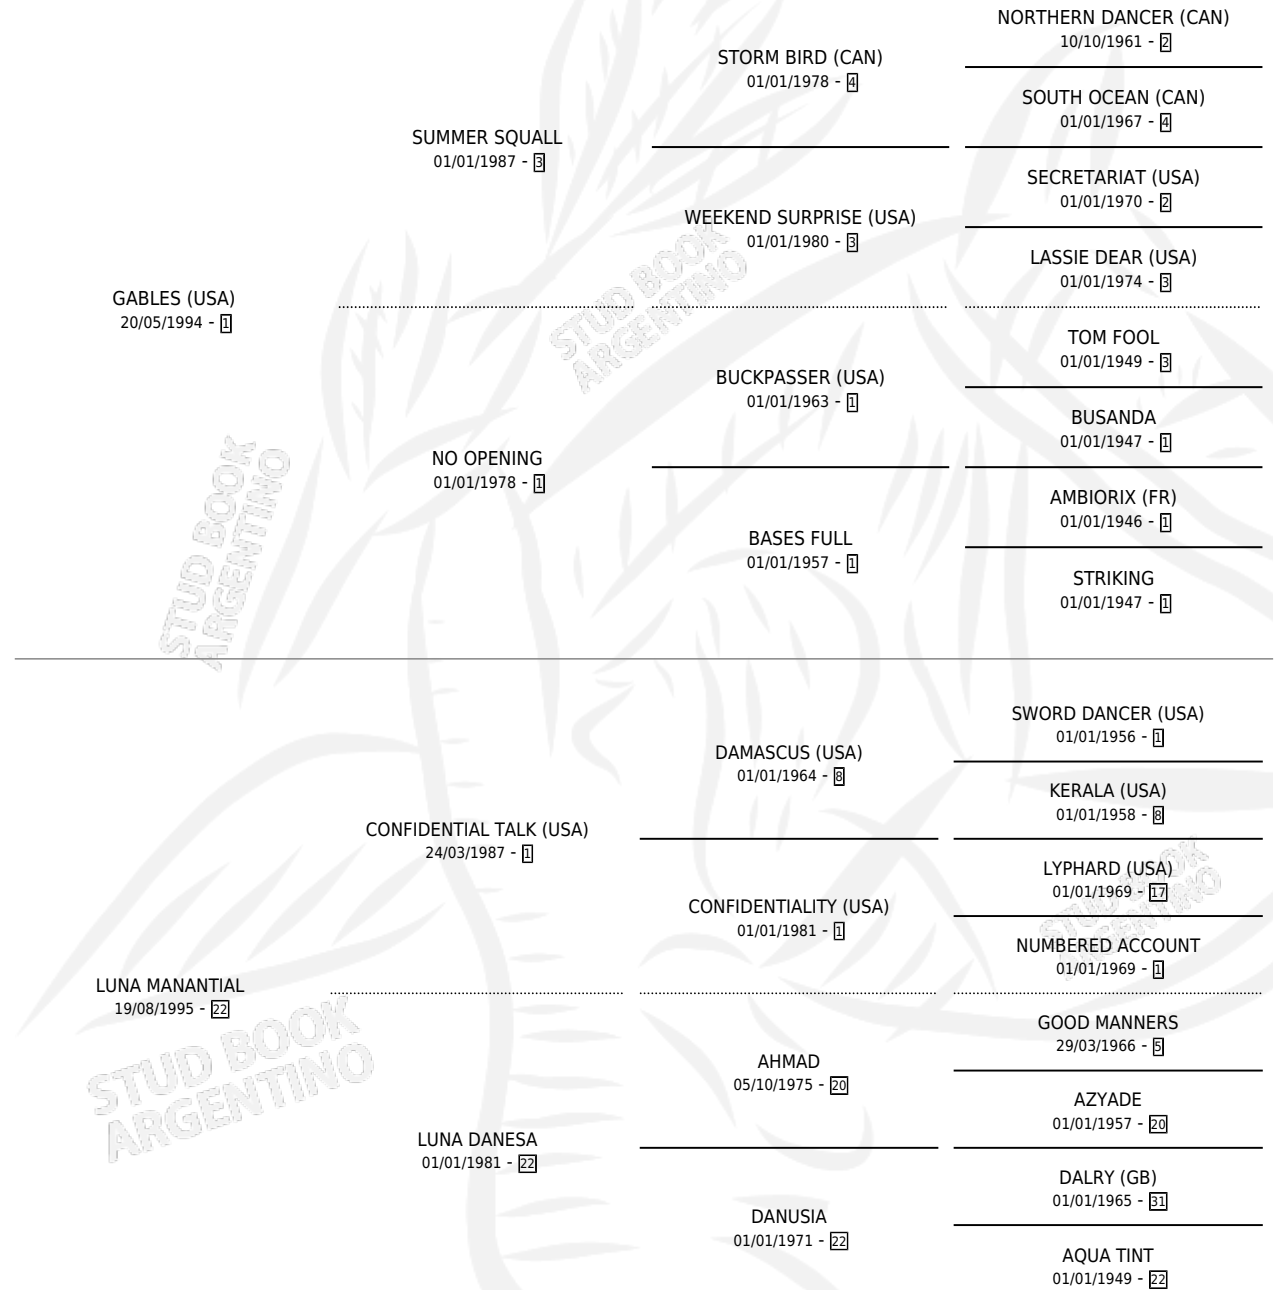 NORTHERN DANCER (CAN)
10/10/1961 - 2
STORM BIRD (CAN)
01/01/1978 - 4
SOUTH OCEAN (CAN)
01/01/1967 - 4
SUMMER SQUALL
01/01/1987 - 3
SECRETARIAT (USA)
01/01/1970 - 2
WEEKEND SURPRISE (USA)
01/01/1980 - 3
LASSIE DEAR (USA)
01/01/1974 - 3
GABLES (USA)
20/05/1994 - 1
STUD BOOK
ARGENTINO
TOM FOOL
01/01/1949 - 3
BUCKPASSER (USA)
01/01/1963 - 1
BUSANDA
01/01/1947 - 1
NO OPENING
01/01/1978 - 1
AMBIORIX (FR)
01/01/1946 - 1
BASES FULL
01/01/1957 - 1
STRIKING
01/01/1947 - 1
STUD BOOK
ARGENTINO
SWORD DANCER (USA)
01/01/1956 - 1
DAMASCUS (USA)
01/01/1964 - 8
KERALA (USA)
01/01/1958 - 8
CONFIDENTIAL TALK (USA)
24/03/1987 - 1
LYPHARD (USA)
01/01/1969 - 17
CONFIDENTIALITY (USA)
01/01/1981 - 1
NUMBERED ACCOUNT
01/01/1969 - 1
STUD BOOK
ARGENTINO
LUNA MANANTIAL
19/08/1995 - 22
GOOD MANNERS
29/03/1966 - 5
AHMAD
05/10/1975 - 20
AZYADE
01/01/1957 - 20
STUD BOOK
ARGENTINO
LUNA DANESA
01/01/1981 - 22
DALRY (GB)
01/01/1965 - 31
DANUSIA
01/01/1971 - 22
AQUA TINT
01/01/1949 - 22